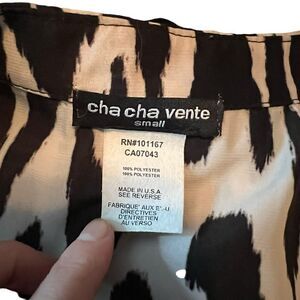 cha cha vente
small
RN#101167
CA07043
100% POLYESTER
100% POLYESTER
MADE IN U.S.A
SEE REVERSE
FABRIQUE' AUX
DIRECTIVES
D'ENTRETIEN
AU VERSO